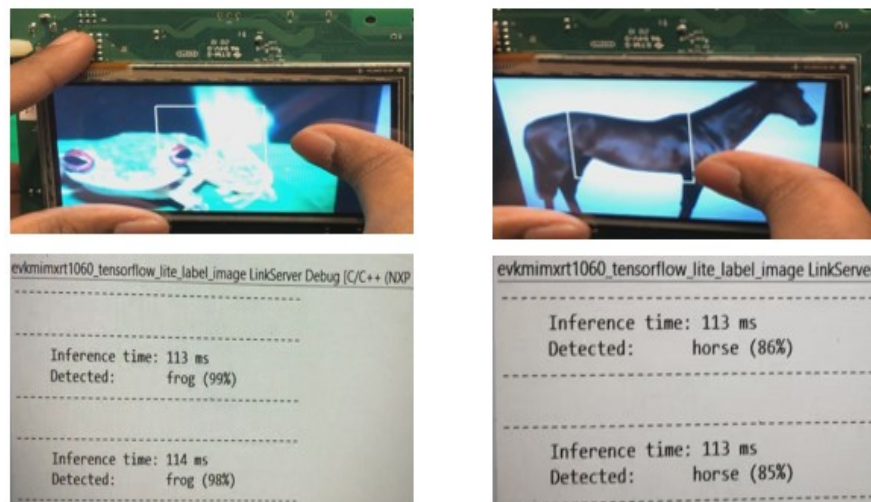 evkmimxrt1060_tensorflow_lite_label_image LinkServer Debug [C/C++ (NXP
Inference time: 113 ms
Detected: frog (99%)
Inference time: 114 ms
Detected: frog (98%)
evkmimxrt1060_tensorflow_lite_label_image LinkServe
Inference time: 113 ms
Detected: horse (86%)
Inference time: 113 ms
Detected: horse (85%)